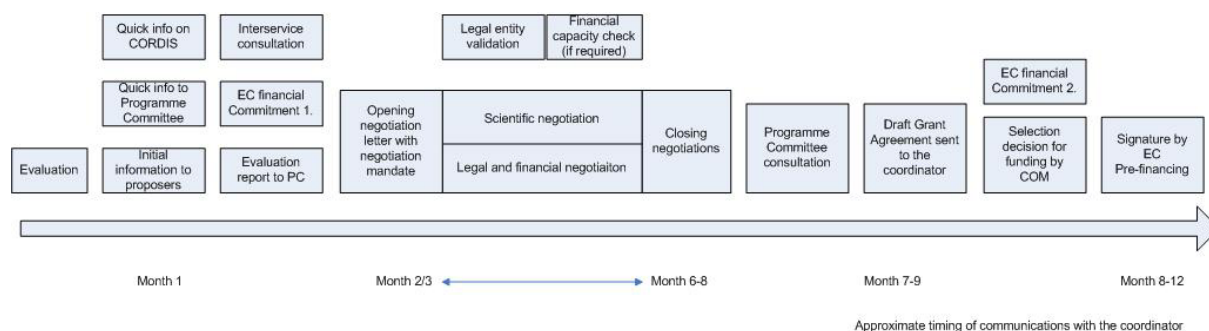 Quick info on
CORDIS
Interservice
consultation
Legal entity
validation
Financial
capacity check
(if required)
Quick info to
Programme
Committee
EC financial
Commitment 1.
EC financial
Commitment 2.
Evaluation
Initial
information to
proposers
Evaluation
report to PC
Opening
negotiation
letter with
negotiation
mandate
Scientific negotiation
Legal and financial negotiaiton
Closing
negotiations
Programme
Committee
consultation
Draft Grant
Agreement sent
to the
coordinator
Selection
decision for
funding by
COM
Signature by
EC
Pre-financing
Month 1
Month 2/3
Month 6-8
Month 7-9
Month 8-12
Approximate timing of communications with the coordinator